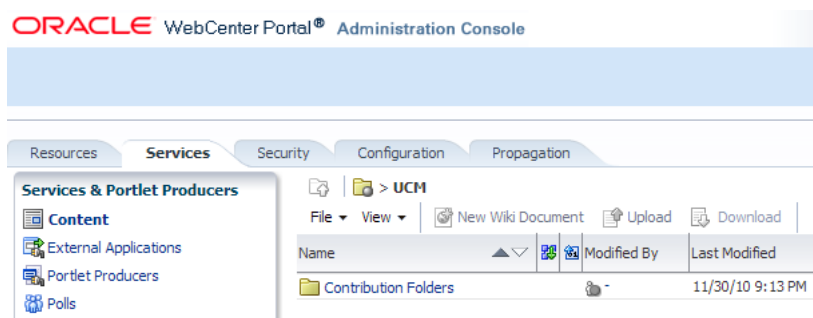 ORACLE WebCenter Portal® Administration Console
Resources Services Security Configuration Propagation
Services & Portlet Producers
Content
External Applications
Portlet Producers
Polls
> UCM
File View New Wiki Document Upload Download
Name Modified By Last Modified
Contribution Folders - 11/30/10 9:13 PM